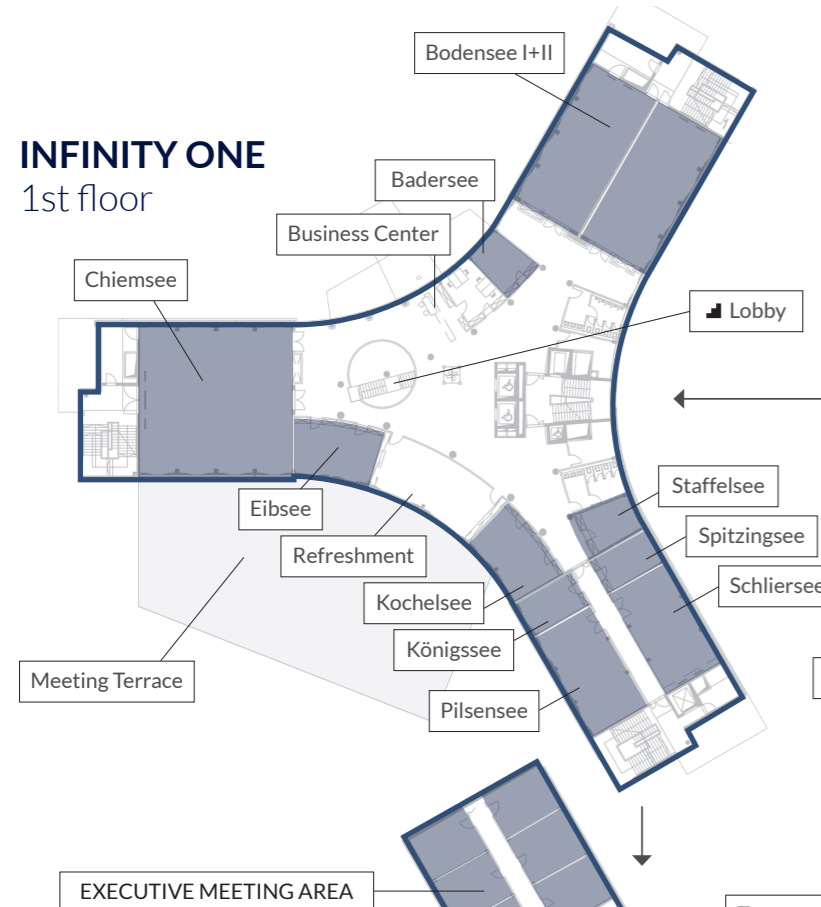 INFINITY ONE
1st floor
Bodensee I+II
Badersee
Business Center
Chiemsee
Lobby
Eibsee
Refreshment
Staffelsee
Spitzingsee
Schliersee
Kochelsee
Königssee
Pilsensee
Meeting Terrace
EXECUTIVE MEETING AREA